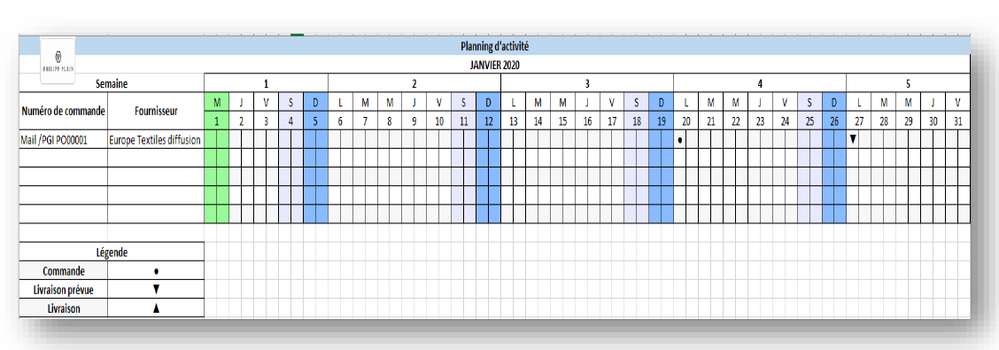 Planning d'activité
PHILIPP PLEIN
JANVIER 2020
Semaine 1 2 3 4 5
Numéro de commande Fournisseur M J V S D L M M J V S D L M M J V S D L M M J V S D L M M J V
1 2 3 4 5 6 7 8 9 10 11 12 13 14 15 16 17 18 19 20 21 22 23 24 25 26 27 28 29 30 31
Mail /PGI PO00001 Europe Textiles diffusion ● ▼
Légende
Commande ●
Livraison prévue ▼
Livraison ▲